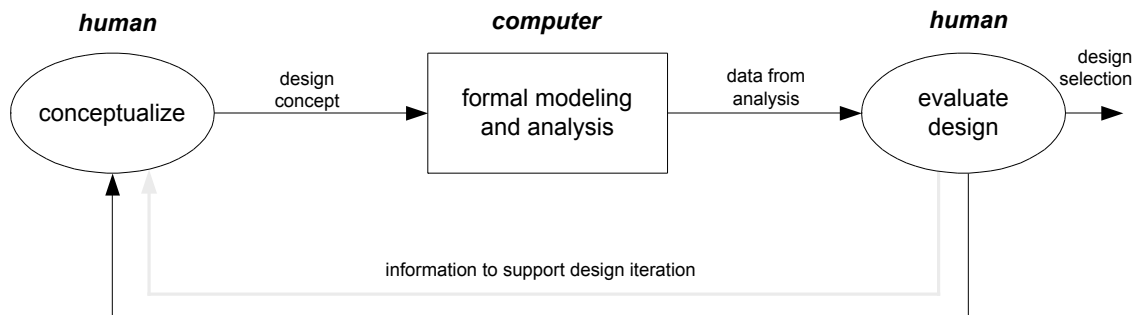 human
computer
human
conceptualize
design
concept
formal modeling
and analysis
data from
analysis
evaluate
design
design
selection
information to support design iteration